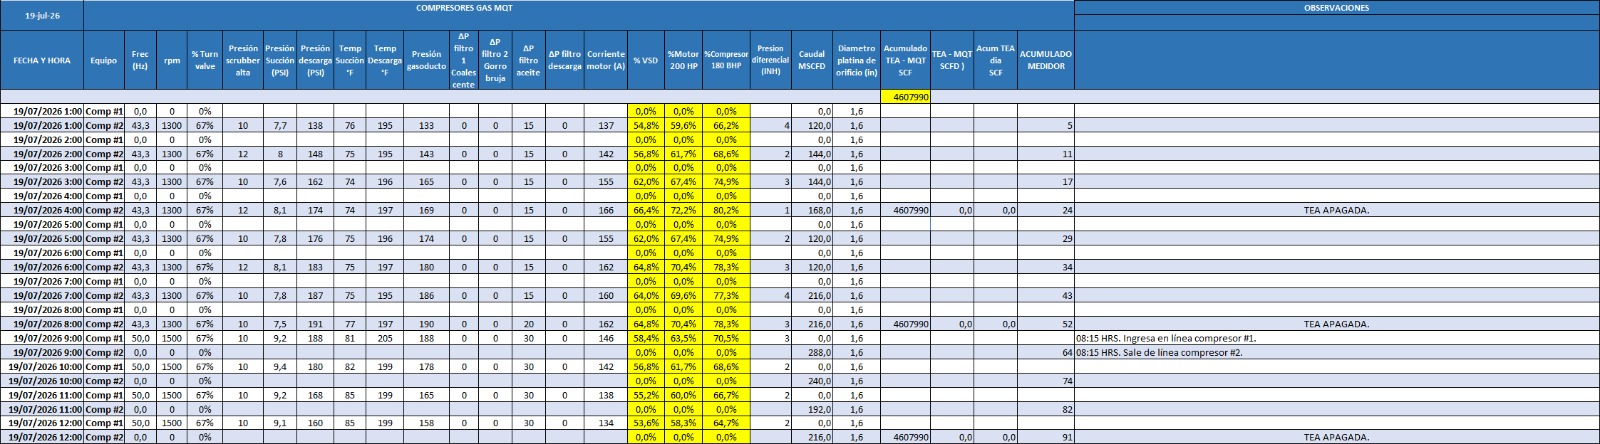 19-jul-26 COMPRESORES GAS MQT OBSERVACIONES
FECHA Y HORA Equipo Frec (Hz) rpm % Turn valve Presión scrubber alta Presión Succión (PSI) Presión descarga (PSI) Temp Succión °F Temp Descarga °F Presión gasoducto ΔP filtro 1 Coales cente ΔP filtro 2 Gorro bruja ΔP filtro aceite ΔP filtro descarga Corriente motor (A) % VSD %Motor 200 HP %Compresor 180 BHP Presion diferencial (INH) Caudal MSCFD Diametro platina de orificio (in) Acumulado TEA - MQT SCF TEA - MQT SCFD ) Acum TEA dia SCF ACUMULADO MEDIDOR
4607990
19/07/2026 1:00 Comp #1 0,0 0 0% 0,0% 0,0% 0,0% 0,0 1,6
19/07/2026 1:00 Comp #2 43,3 1300 67% 10 7,7 138 76 195 133 0 0 15 0 137 54,8% 59,6% 66,2% 4 120,0 1,6 5
19/07/2026 2:00 Comp #1 0,0 0 0% 0,0% 0,0% 0,0% 0,0 1,6
19/07/2026 2:00 Comp #2 43,3 1300 67% 12 8 148 75 195 143 0 0 15 0 142 56,8% 61,7% 68,6% 2 144,0 1,6 11
19/07/2026 3:00 Comp #1 0,0 0 0% 0,0% 0,0% 0,0% 0,0 1,6
19/07/2026 3:00 Comp #2 43,3 1300 67% 10 7,6 162 74 196 165 0 0 15 0 155 62,0% 67,4% 74,9% 3 144,0 1,6 17
19/07/2026 4:00 Comp #1 0,0 0 0% 0,0% 0,0% 0,0% 0,0 1,6
19/07/2026 4:00 Comp #2 43,3 1300 67% 12 8,1 174 74 197 169 0 0 15 0 166 66,4% 72,2% 80,2% 1 168,0 1,6 4607990 0,0 0,0 24 TEA APAGADA.
19/07/2026 5:00 Comp #1 0,0 0 0% 0,0% 0,0% 0,0% 0,0 1,6
19/07/2026 5:00 Comp #2 43,3 1300 67% 10 7,8 176 75 196 174 0 0 15 0 155 62,0% 67,4% 74,9% 2 120,0 1,6 29
19/07/2026 6:00 Comp #1 0,0 0 0% 0,0% 0,0% 0,0% 0,0 1,6
19/07/2026 6:00 Comp #2 43,3 1300 67% 12 8,1 183 75 197 180 0 0 15 0 162 64,8% 70,4% 78,3% 3 120,0 1,6 34
19/07/2026 7:00 Comp #1 0,0 0 0% 0,0% 0,0% 0,0% 0,0 1,6
19/07/2026 7:00 Comp #2 43,3 1300 67% 10 7,8 187 75 195 186 0 0 15 0 160 64,0% 69,6% 77,3% 4 216,0 1,6 43
19/07/2026 8:00 Comp #1 0,0 0 0% 0,0% 0,0% 0,0% 0,0 1,6
19/07/2026 8:00 Comp #2 43,3 1300 67% 10 7,5 191 77 197 190 0 0 20 0 162 64,8% 70,4% 78,3% 3 216,0 1,6 4607990 0,0 0,0 52 TEA APAGADA.
19/07/2026 9:00 Comp #1 50,0 1500 67% 10 9,2 188 81 205 188 0 0 30 0 146 58,4% 63,5% 70,5% 3 0,0 1,6 08:15 HRS. Ingresa en línea compresor #1.
19/07/2026 9:00 Comp #2 0,0 0 0% 0,0% 0,0% 0,0% 288,0 1,6 64 08:15 HRS. Sale de línea compresor #2.
19/07/2026 10:00 Comp #1 50,0 1500 67% 10 9,4 180 82 199 178 0 0 30 0 142 56,8% 61,7% 68,6% 2 0,0 1,6
19/07/2026 10:00 Comp #2 0,0 0 0% 0,0% 0,0% 0,0% 240,0 1,6 74
19/07/2026 11:00 Comp #1 50,0 1500 67% 10 9,2 168 85 199 165 0 0 30 0 138 55,2% 60,0% 66,7% 2 0,0 1,6
19/07/2026 11:00 Comp #2 0,0 0 0% 0,0% 0,0% 0,0% 192,0 1,6 82
19/07/2026 12:00 Comp #1 50,0 1500 67% 10 9,1 160 85 199 158 0 0 30 0 134 53,6% 58,3% 64,7% 2 0,0 1,6
19/07/2026 12:00 Comp #2 0,0 0 0% 0,0% 0,0% 0,0% 216,0 1,6 4607990 0,0 0,0 91 TEA APAGADA.